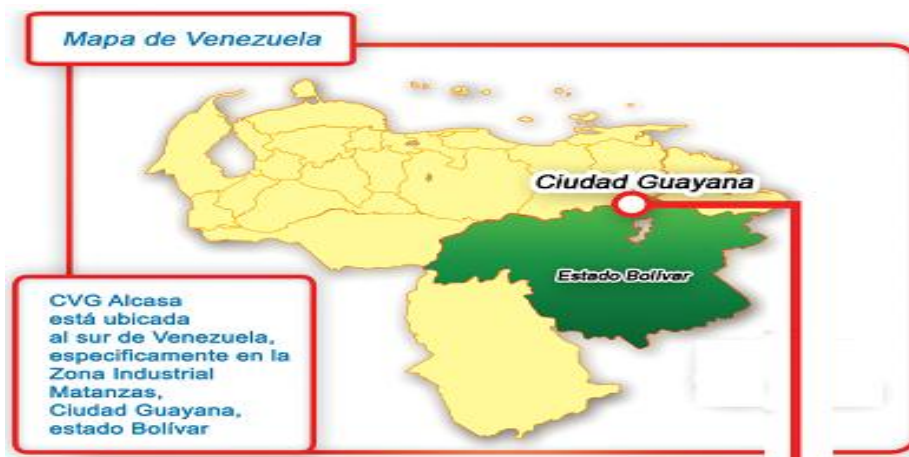 Mapa de Venezuela
Ciudad Guayana
Estado Bolívar
CVG Alcasa
está ubicada
al sur de Venezuela,
especificamente en la
Zona Industrial
Matanzas,
Ciudad Guayana,
estado Bolívar